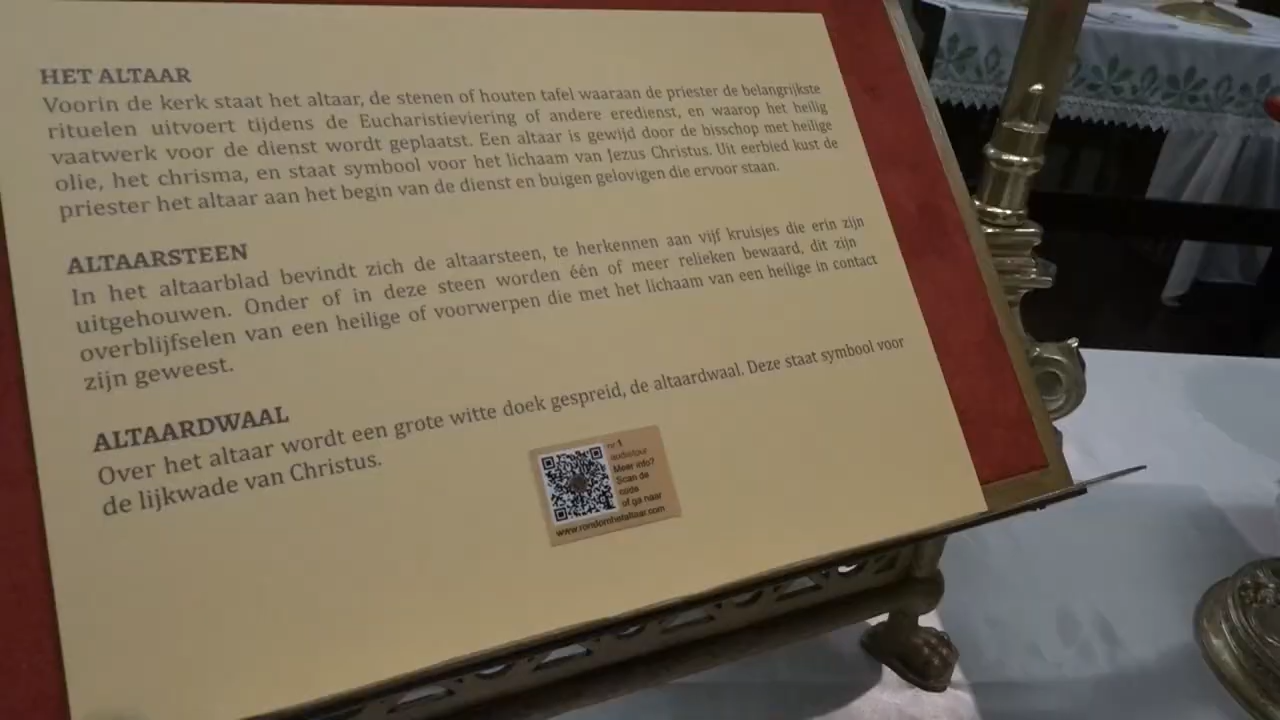 HET ALTAAR
Voorin de kerk staat het altaar, de stenen of houten tafel waaraan de priester de belangrijkste
rituelen uitvoert tijdens de Eucharistieviering of andere eredienst, en waarop het heilig
vaatwerk voor de dienst wordt geplaatst. Een altaar is gewijd door de bisschop met heilige
olie, het chrisma, en staat symbool voor het lichaam van Jezus Christus. Uit eerbied kust de
priester het altaar aan het begin van de dienst en buigen gelovigen die ervoor staan.
ALTAARSTEEN
In het altaarblad bevindt zich de altaarsteen, te herkennen aan vijf kruisjes die erin zijn
uitgehouwen. Onder of in deze steen worden één of meer relieken bewaard, dit zijn
overblijfselen van een heilige of voorwerpen die met het lichaam van een heilige in contact
zijn geweest.
ALTAARDWAAL
Over het altaar wordt een grote witte doek gespreid, de altaardwaal. Deze staat symbool voor
de lijkwade van Christus.
nr.1
audiotour
Meer info?
Scan de
code
of ga naar
www.rondomhetaltaar.com